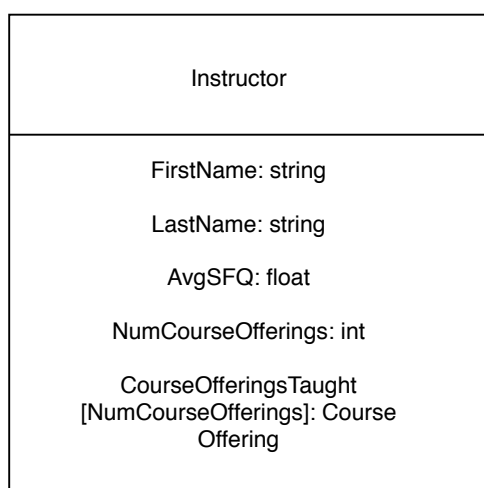 Instructor
FirstName: string
LastName: string
AvgSFQ: float
NumCourseOfferings: int
CourseOfferingsTaught
[NumCourseOfferings]: Course
Offering